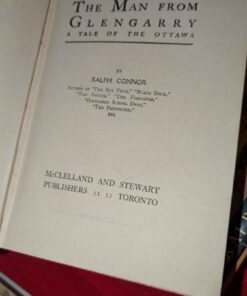 THE MAN FROM
GLENGARRY
A TALE OF THE OTTAWA
BY
RALPH CONNOR
AUTHOR OF "THE SKY PILOT," "BLACK ROCK,"
"THE DOCTOR," "THE FOREIGNER,"
"GLENGARRY SCHOOL DAYS,"
"THE PROSPECTOR,"
ETC.
MCCLELLAND AND STEWART
PUBLISHERS :: :: TORONTO